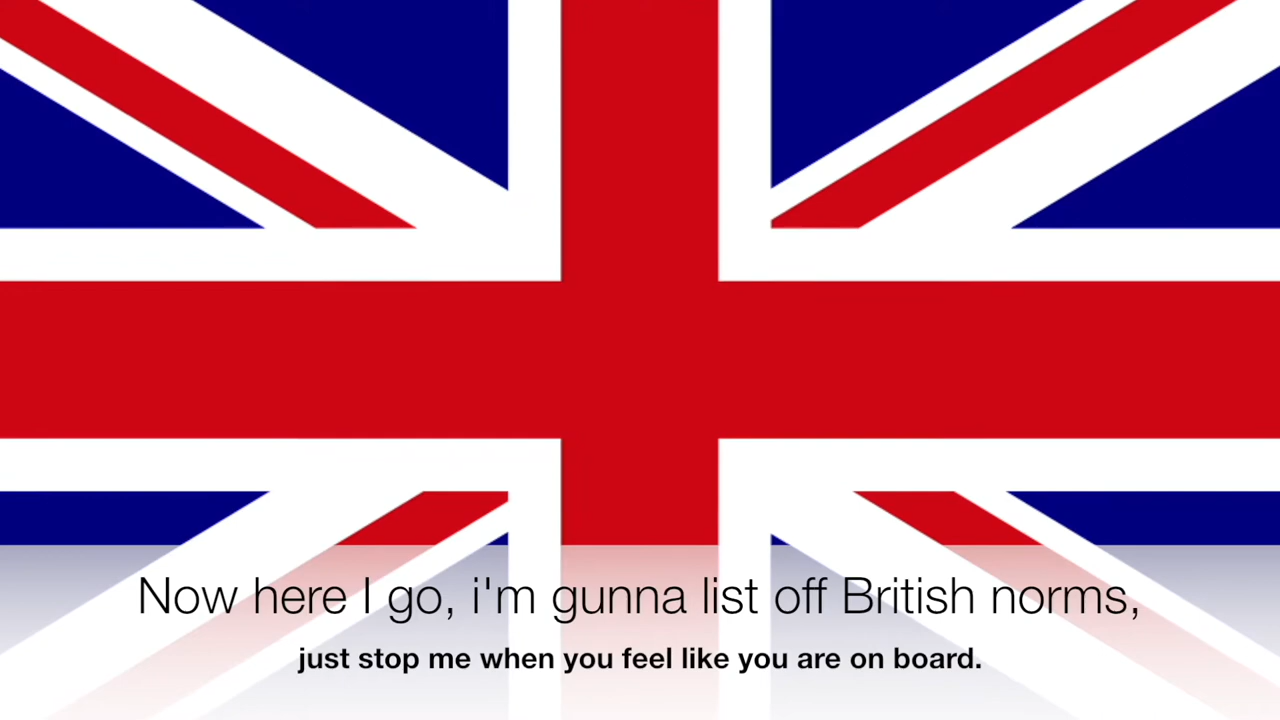 Now here I go, i'm gunna list off British norms,
just stop me when you feel like you are on board.